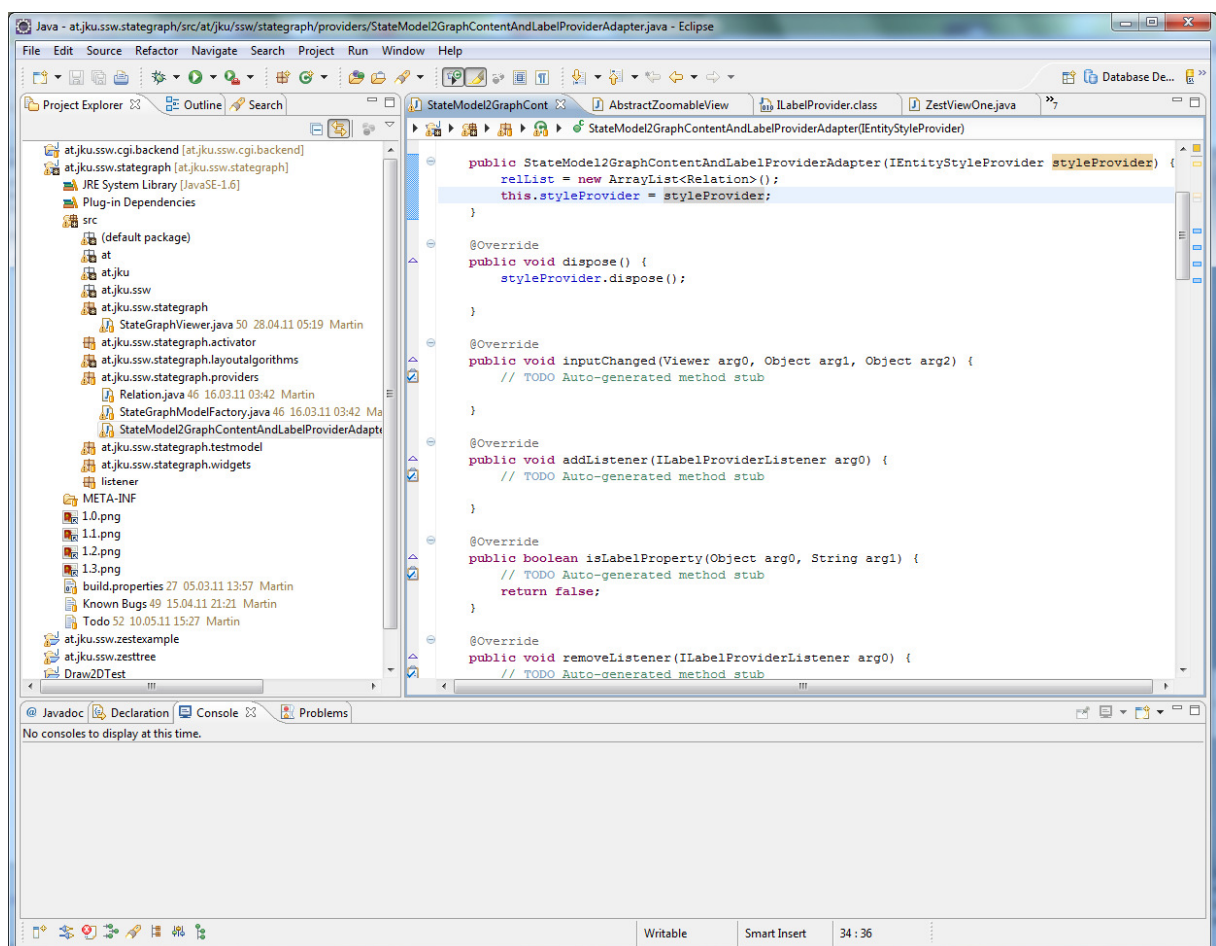 Java - at.jku.ssw.stategraph/src/at/jku/ssw/stategraph/providers/StateModel2GraphContentAndLabelProviderAdapter.java - Eclipse
File Edit Source Refactor Navigate Search Project Run Window Help
Database De...
Project Explorer Outline Search
at.jku.ssw.cgi.backend [at.jku.ssw.cgi.backend]
at.jku.ssw.stategraph [at.jku.ssw.stategraph]
JRE System Library [JavaSE-1.6]
Plug-in Dependencies
src
(default package)
at
at.jku
at.jku.ssw
at.jku.ssw.stategraph
StateGraphViewer.java 50 28.04.11 05:19 Martin
at.jku.ssw.stategraph.activator
at.jku.ssw.stategraph.layoutalgorithms
at.jku.ssw.stategraph.providers
Relation.java 46 16.03.11 03:42 Martin
StateGraphModelFactory.java 46 16.03.11 03:42 Ma
StateModel2GraphContentAndLabelProviderAdapte
at.jku.ssw.stategraph.testmodel
at.jku.ssw.stategraph.widgets
listener
META-INF
1.0.png
1.1.png
1.2.png
1.3.png
build.properties 27 05.03.11 13:57 Martin
Known Bugs 49 15.04.11 21:21 Martin
Todo 52 10.05.11 15:27 Martin
at.jku.ssw.zestexample
at.jku.ssw.zesttree
Draw2DTest
StateModel2GraphCont AbstractZoomableView ILabelProvider.class ZestViewOne.java »7
StateModel2GraphContentAndLabelProviderAdapter(IEntityStyleProvider)
public StateModel2GraphContentAndLabelProviderAdapter(IEntityStyleProvider styleProvider) {
relList = new ArrayList<Relation>();
this.styleProvider = styleProvider;
}
@Override
public void dispose() {
styleProvider.dispose();
}
@Override
public void inputChanged(Viewer arg0, Object arg1, Object arg2) {
// TODO Auto-generated method stub
}
@Override
public void addListener(ILabelProviderListener arg0) {
// TODO Auto-generated method stub
}
@Override
public boolean isLabelProperty(Object arg0, String arg1) {
// TODO Auto-generated method stub
return false;
}
@Override
public void removeListener(ILabelProviderListener arg0) {
// TODO Auto-generated method stub
@ Javadoc Declaration Console Problems
No consoles to display at this time.
Writable Smart Insert 34 : 36